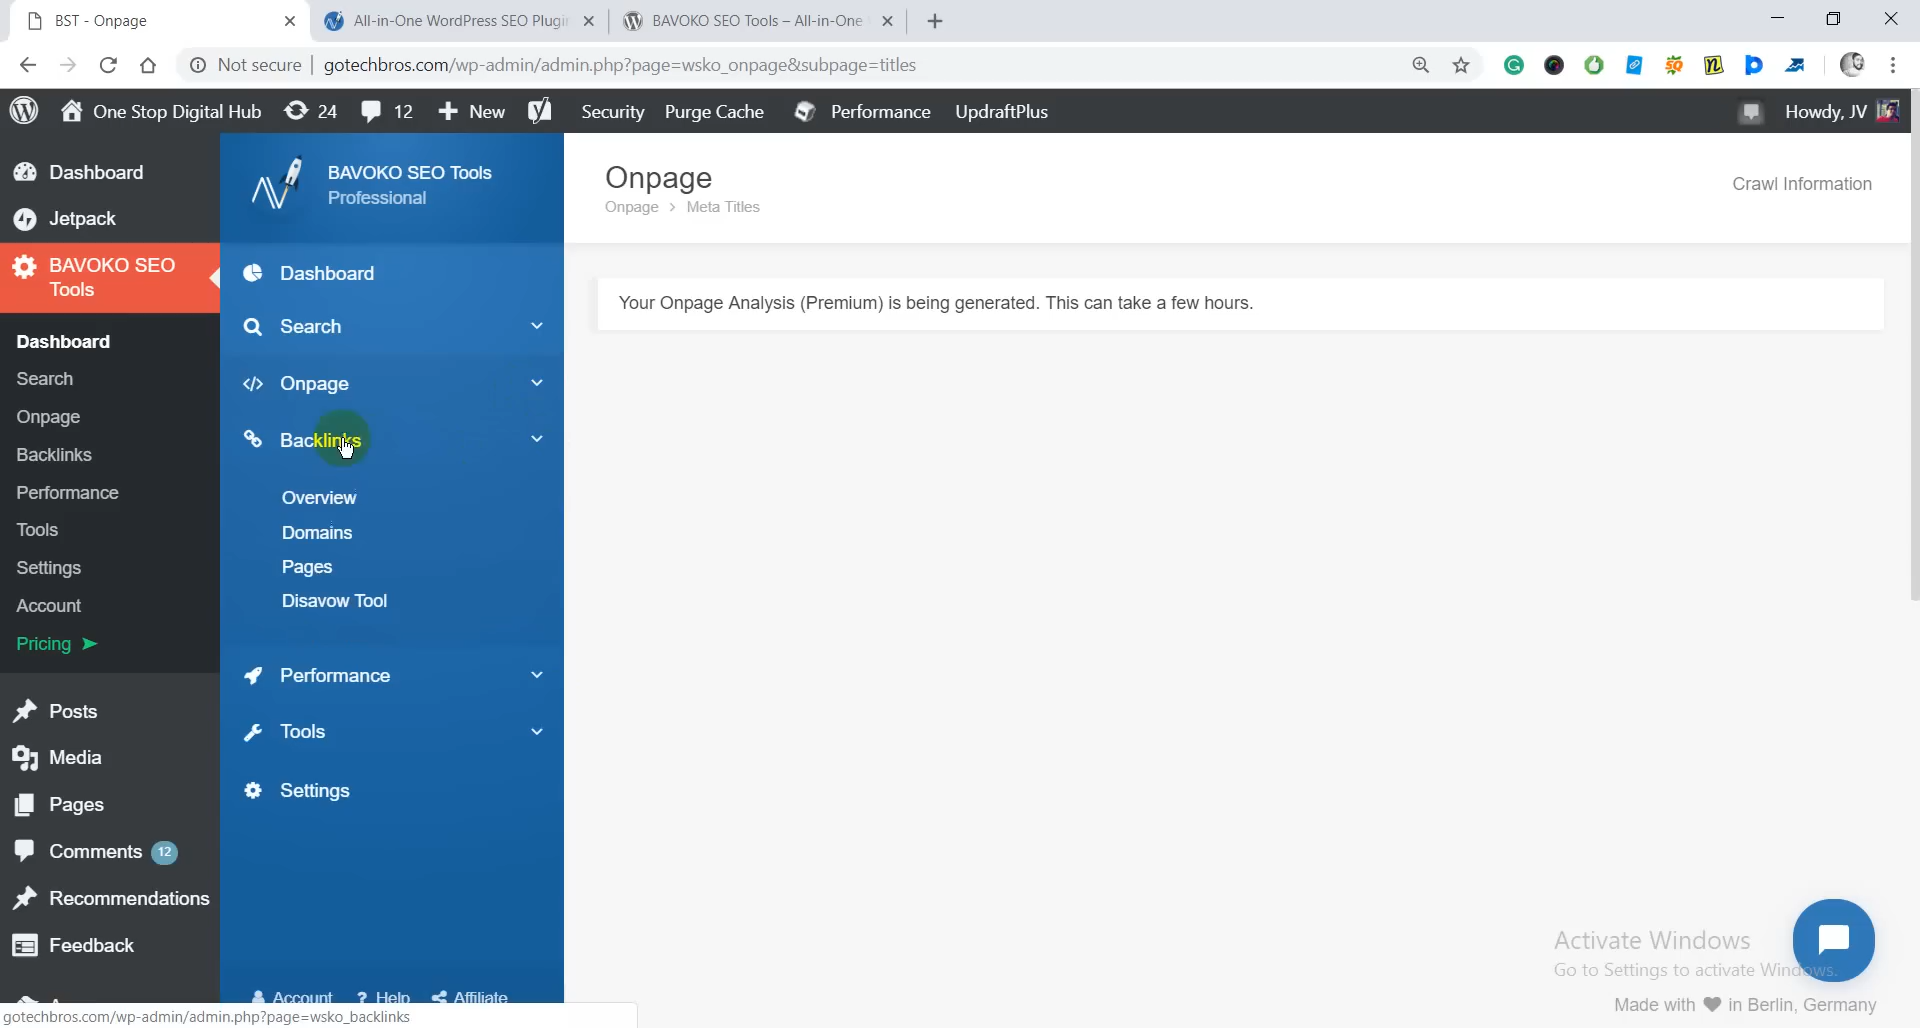 BST - Onpage
All-in-One WordPress SEO Plugi
BAVOKO SEO Tools – All-in-One
Not secure
gotechbros.com/wp-admin/admin.php?page=wsko_onpage&subpage=titles
One Stop Digital Hub
24
12
New
Security
Purge Cache
Performance
UpdraftPlus
Howdy, JV
Dashboard
Jetpack
BAVOKO SEO
Tools
Dashboard
Search
Onpage
Backlinks
Performance
Tools
Settings
Account
Pricing ➤
Posts
Media
Pages
Comments 12
Recommendations
Feedback
BAVOKO SEO Tools
Professional
Dashboard
Search
Onpage
Backlinks
Overview
Domains
Pages
Disavow Tool
Performance
Tools
Settings
Account
? Help
Affiliate
Onpage
Onpage > Meta Titles
Crawl Information
Your Onpage Analysis (Premium) is being generated. This can take a few hours.
Activate Windows
Go to Settings to activate Windows.
Made with ❤ in Berlin, Germany
gotechbros.com/wp-admin/admin.php?page=wsko_backlinks